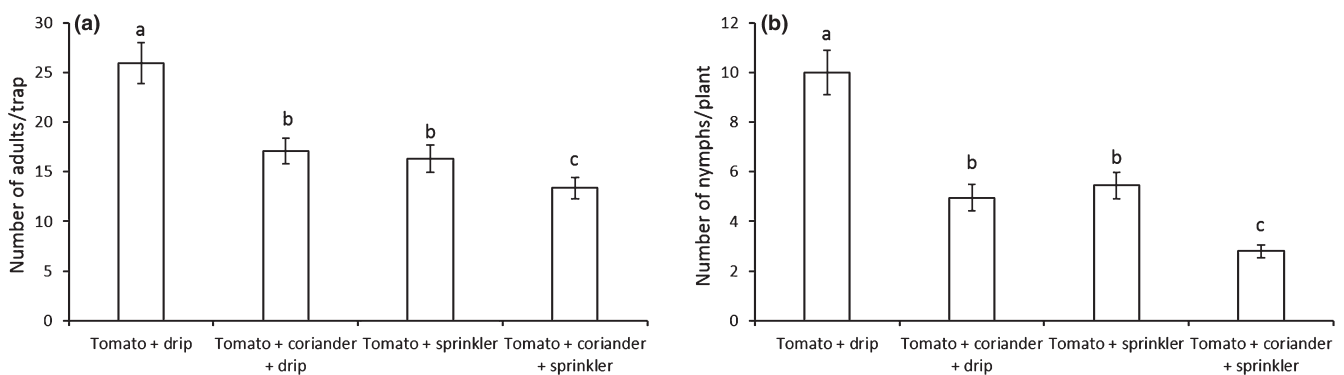 (a)
Number of adults/trap
30
25
20
15
10
5
0
a
b
b
c
Tomato + drip
Tomato + coriander
+ drip
Tomato + sprinkler
Tomato + coriander
+ sprinkler
(b)
Number of nymphs/plant
12
10
8
6
4
2
0
a
b
b
c
Tomato + drip
Tomato + coriander
+ drip
Tomato + sprinkler
Tomato + coriander
+ sprinkler